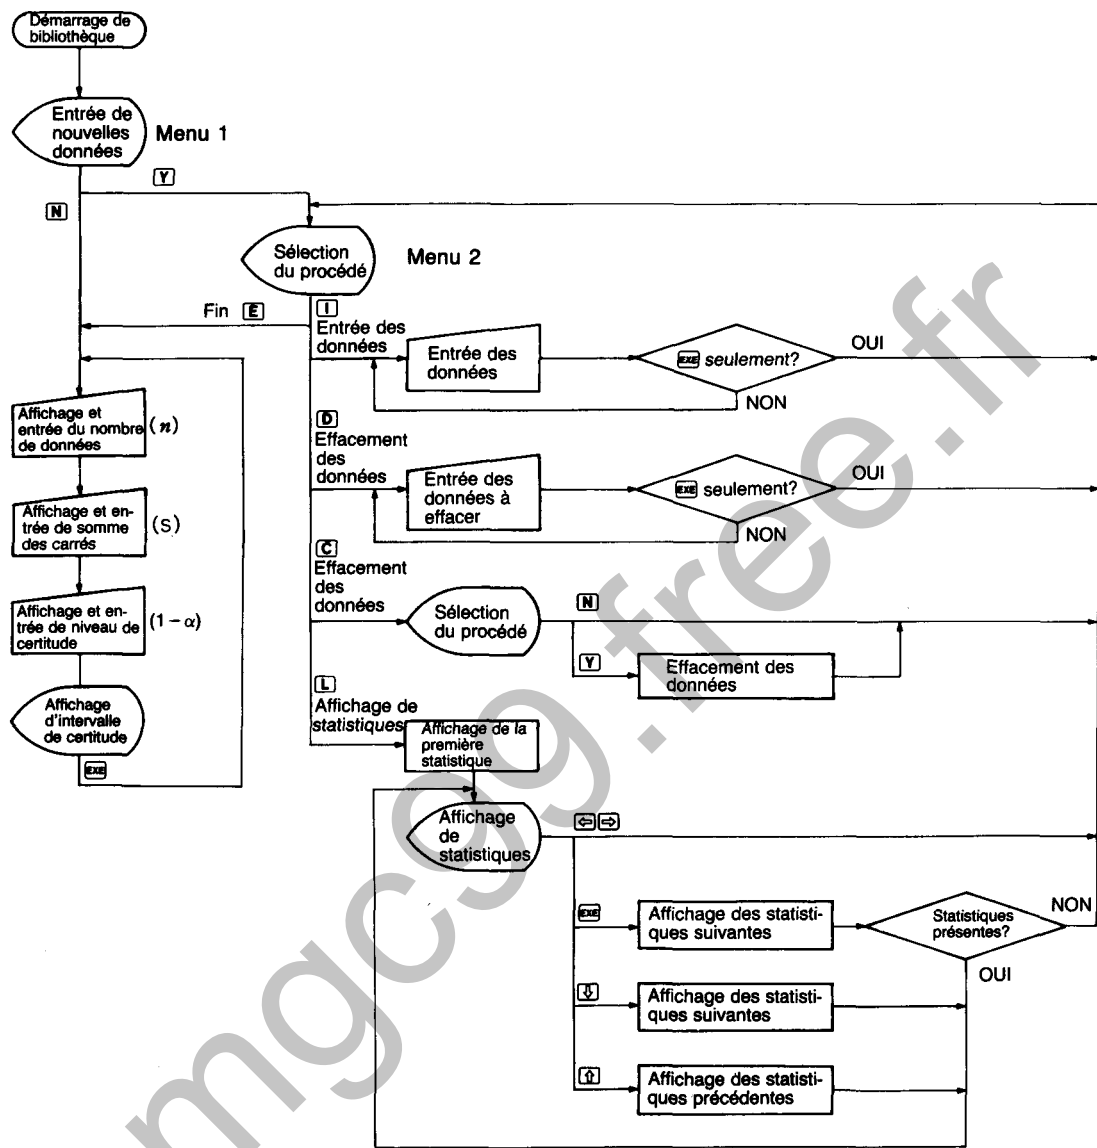 Démarrage de
bibliothèque
Entrée de
nouvelles
données
Menu 1
Y
N
Sélection
du procédé
Menu 2
Fin E
I
Entrée des
données
Entrée des
données
EXE seulement?
OUI
NON
Affichage et
entrée du nombre
de données
(n)
D
Effacement
des
données
Entrée des
données à
effacer
EXE seulement?
OUI
NON
Affichage et en-
trée de somme
des carrés
(S)
C
Effacement
des
données
Sélection
du procédé
N
Y
Effacement des
données
Affichage et en-
trée de niveau de
certitude
(1-α)
Affichage
d'intervalle
de certitude
EXE
L
Affichage de
statistiques
Affichage de la
première
statistique
Affichage
de
statistiques
⇦ ⇨
EXE
Affichage des statisti-
ques suivantes
Statistiques
présentes?
NON
OUI
⇩
Affichage des statisti-
ques suivantes
⇧
Affichage des statisti-
ques précédentes
mgc99.free.fr